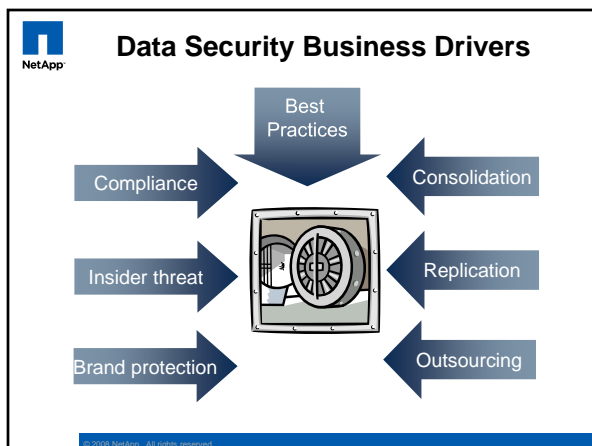 NetApp
Data Security Business Drivers
Best
Practices
Compliance
Consolidation
Insider threat
Replication
Brand protection
Outsourcing
© 2008 NetApp. All rights reserved.